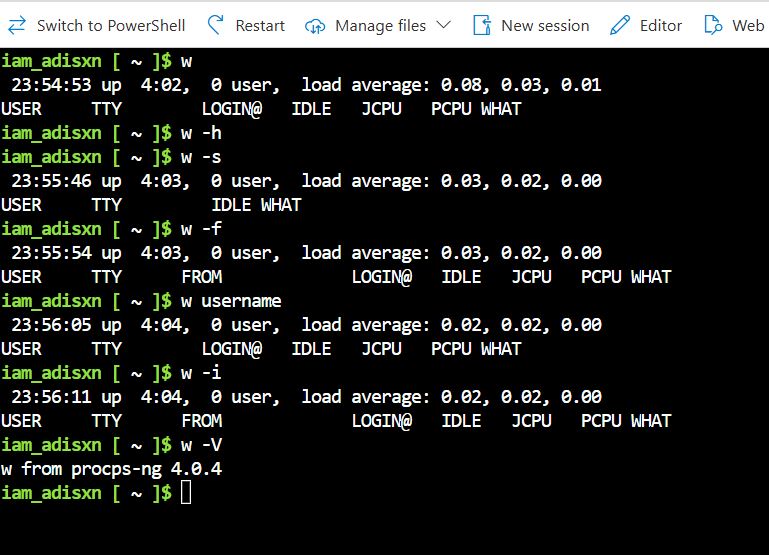 Switch to PowerShell Restart Manage files New session Editor Web
iam_adisxn [ ~ ]$ w
 23:54:53 up  4:02,  0 user,  load average: 0.08, 0.03, 0.01
USER     TTY        LOGIN@   IDLE   JCPU   PCPU WHAT
iam_adisxn [ ~ ]$ w -h
iam_adisxn [ ~ ]$ w -s
 23:55:46 up  4:03,  0 user,  load average: 0.03, 0.02, 0.00
USER     TTY         IDLE WHAT
iam_adisxn [ ~ ]$ w -f
 23:55:54 up  4:03,  0 user,  load average: 0.03, 0.02, 0.00
USER     TTY      FROM             LOGIN@   IDLE   JCPU   PCPU WHAT
iam_adisxn [ ~ ]$ w username
 23:56:05 up  4:04,  0 user,  load average: 0.02, 0.02, 0.00
USER     TTY        LOGIN@   IDLE   JCPU   PCPU WHAT
iam_adisxn [ ~ ]$ w -i
 23:56:11 up  4:04,  0 user,  load average: 0.02, 0.02, 0.00
USER     TTY      FROM             LOGIN@   IDLE   JCPU   PCPU WHAT
iam_adisxn [ ~ ]$ w -V
w from procps-ng 4.0.4
iam_adisxn [ ~ ]$